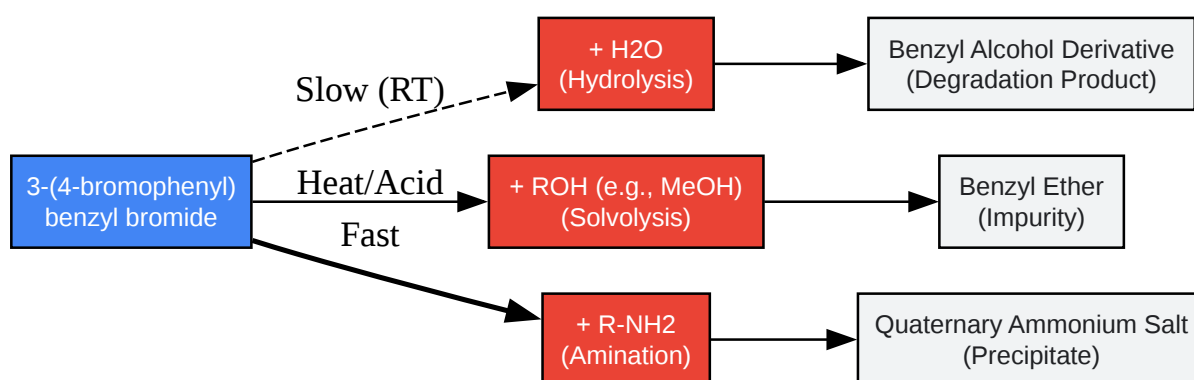 + H2O
(Hydrolysis)
Benzyl Alcohol Derivative
(Degradation Product)
Slow (RT)
3-(4-bromophenyl)
benzyl bromide
Heat/Acid
+ ROH (e.g., MeOH)
(Solvolysis)
Benzyl Ether
(Impurity)
Fast
+ R-NH2
(Amination)
Quaternary Ammonium Salt
(Precipitate)